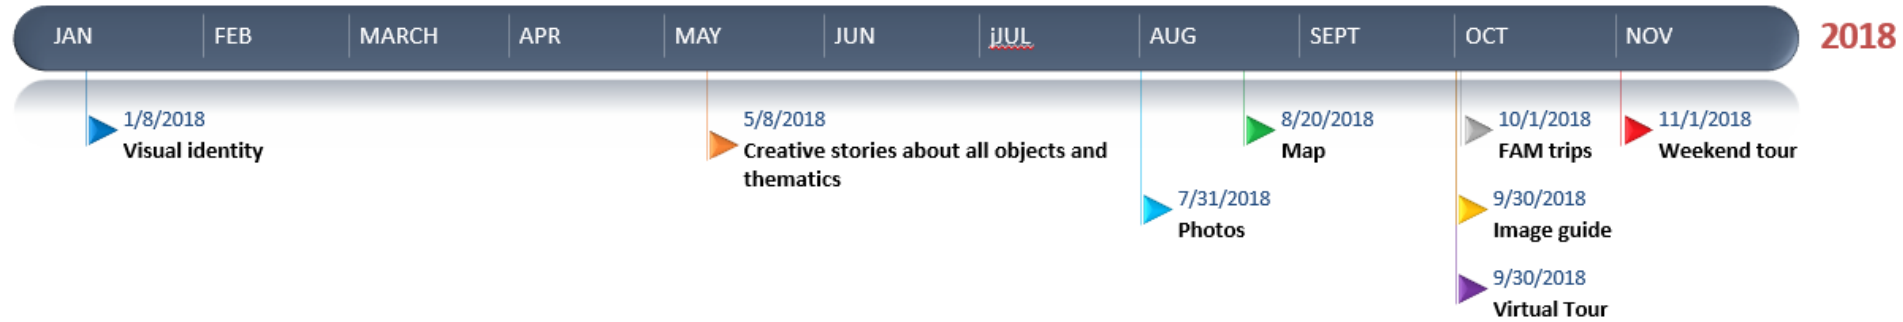 JAN FEB MARCH APR MAY JUN jJUL AUG SEPT OCT NOV 2018
1/8/2018
Visual identity
5/8/2018
Creative stories about all objects and
thematics
7/31/2018
Photos
8/20/2018
Map
10/1/2018
FAM trips
9/30/2018
Image guide
9/30/2018
Virtual Tour
11/1/2018
Weekend tour